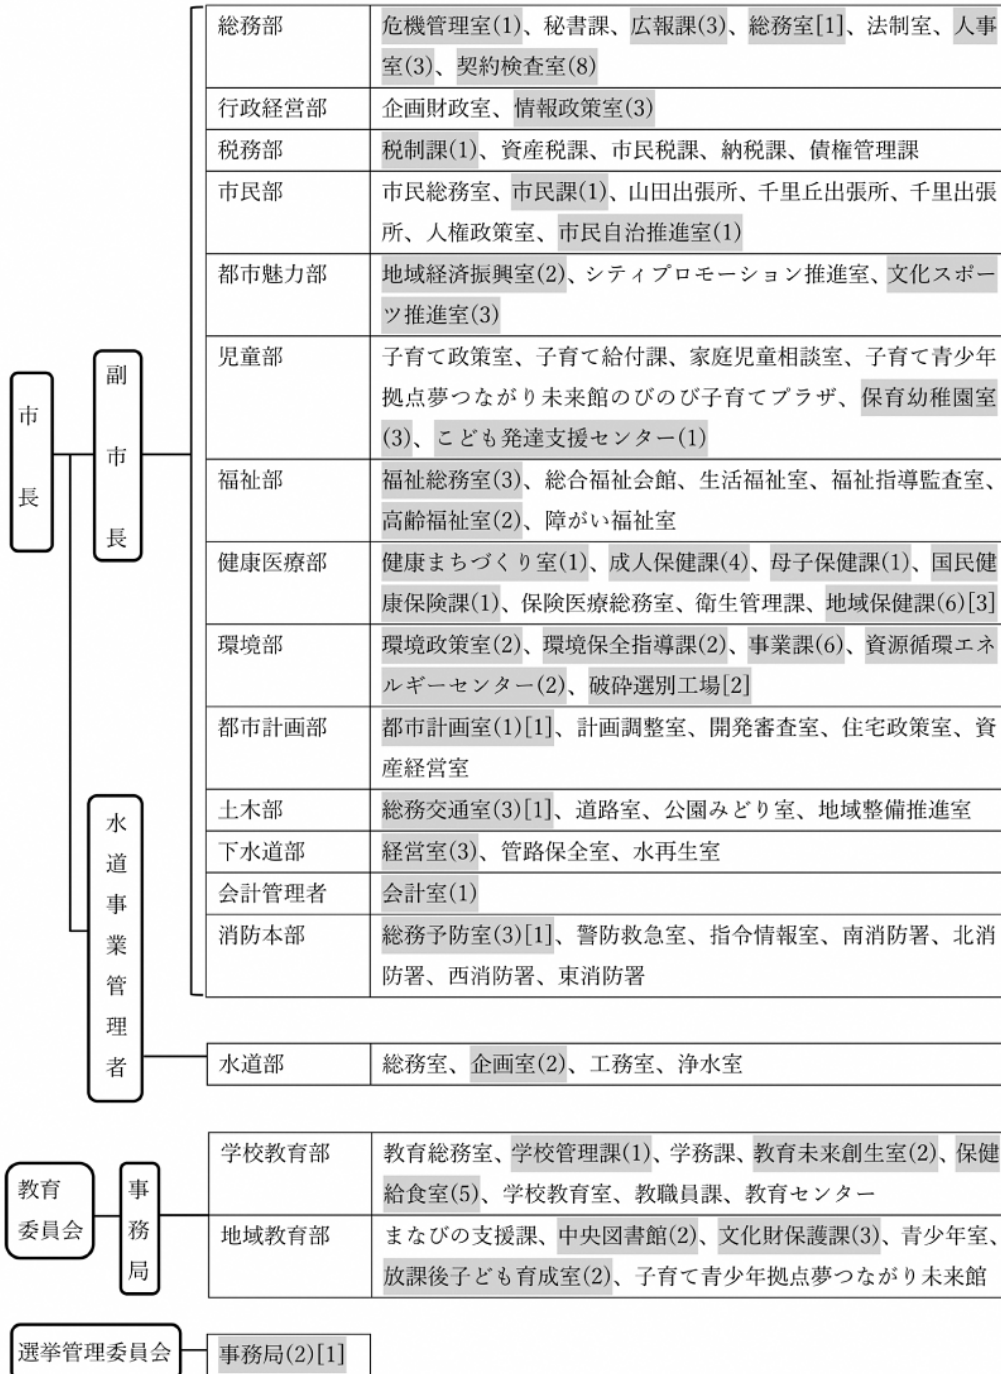 総務部
危機管理室(1)、秘書課、広報課(3)、総務室[1]、法制室、人事
室(3)、契約検査室(8)
行政経営部
企画財政室、情報政策室(3)
税務部
税制課(1)、資産税課、市民税課、納税課、債権管理課
市民部
市民総務室、市民課(1)、山田出張所、千里丘出張所、千里出張
所、人権政策室、市民自治推進室(1)
都市魅力部
地域経済振興室(2)、シティプロモーション推進室、文化スポー
ツ推進室(3)
児童部
子育て政策室、子育て給付課、家庭児童相談室、子育て青少年
拠点夢つながり未来館のびのび子育てプラザ、保育幼稚園室
(3)、こども発達支援センター(1)
福祉部
福祉総務室(3)、総合福祉会館、生活福祉室、福祉指導監査室、
高齢福祉室(2)、障がい福祉室
健康医療部
健康まちづくり室(1)、成人保健課(4)、母子保健課(1)、国民健
康保険課(1)、保険医療総務室、衛生管理課、地域保健課(6)[3]
環境部
環境政策室(2)、環境保全指導課(2)、事業課(6)、資源循環エネ
ルギーセンター(2)、破砕選別工場[2]
都市計画部
都市計画室(1)[1]、計画調整室、開発審査室、住宅政策室、資
産経営室
土木部
総務交通室(3)[1]、道路室、公園みどり室、地域整備推進室
下水道部
経営室(3)、管路保全室、水再生室
会計管理者
会計室(1)
消防本部
総務予防室(3)[1]、警防救急室、指令情報室、南消防署、北消
防署、西消防署、東消防署
市長
副市長
水道事業管理者
水道部
総務室、企画室(2)、工務室、浄水室
教育
委員会
事務局
学校教育部
教育総務室、学校管理課(1)、学務課、教育未来創生室(2)、保健
給食室(5)、学校教育室、教職員課、教育センター
地域教育部
まなびの支援課、中央図書館(2)、文化財保護課(3)、青少年室、
放課後子ども育成室(2)、子育て青少年拠点夢つながり未来館
選挙管理委員会
事務局(2)[1]